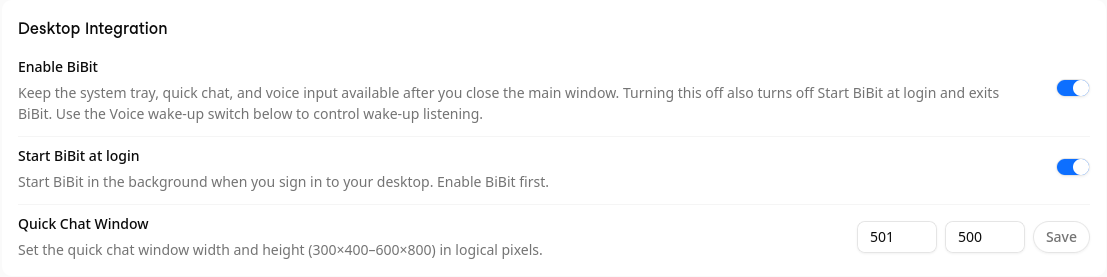 Desktop Integration
Enable BiBit
Keep the system tray, quick chat, and voice input available after you close the main window. Turning this off also turns off Start BiBit at login and exits
BiBit. Use the Voice wake-up switch below to control wake-up listening.
Start BiBit at login
Start BiBit in the background when you sign in to your desktop. Enable BiBit first.
Quick Chat Window
Set the quick chat window width and height (300×400–600×800) in logical pixels.
501 500 Save